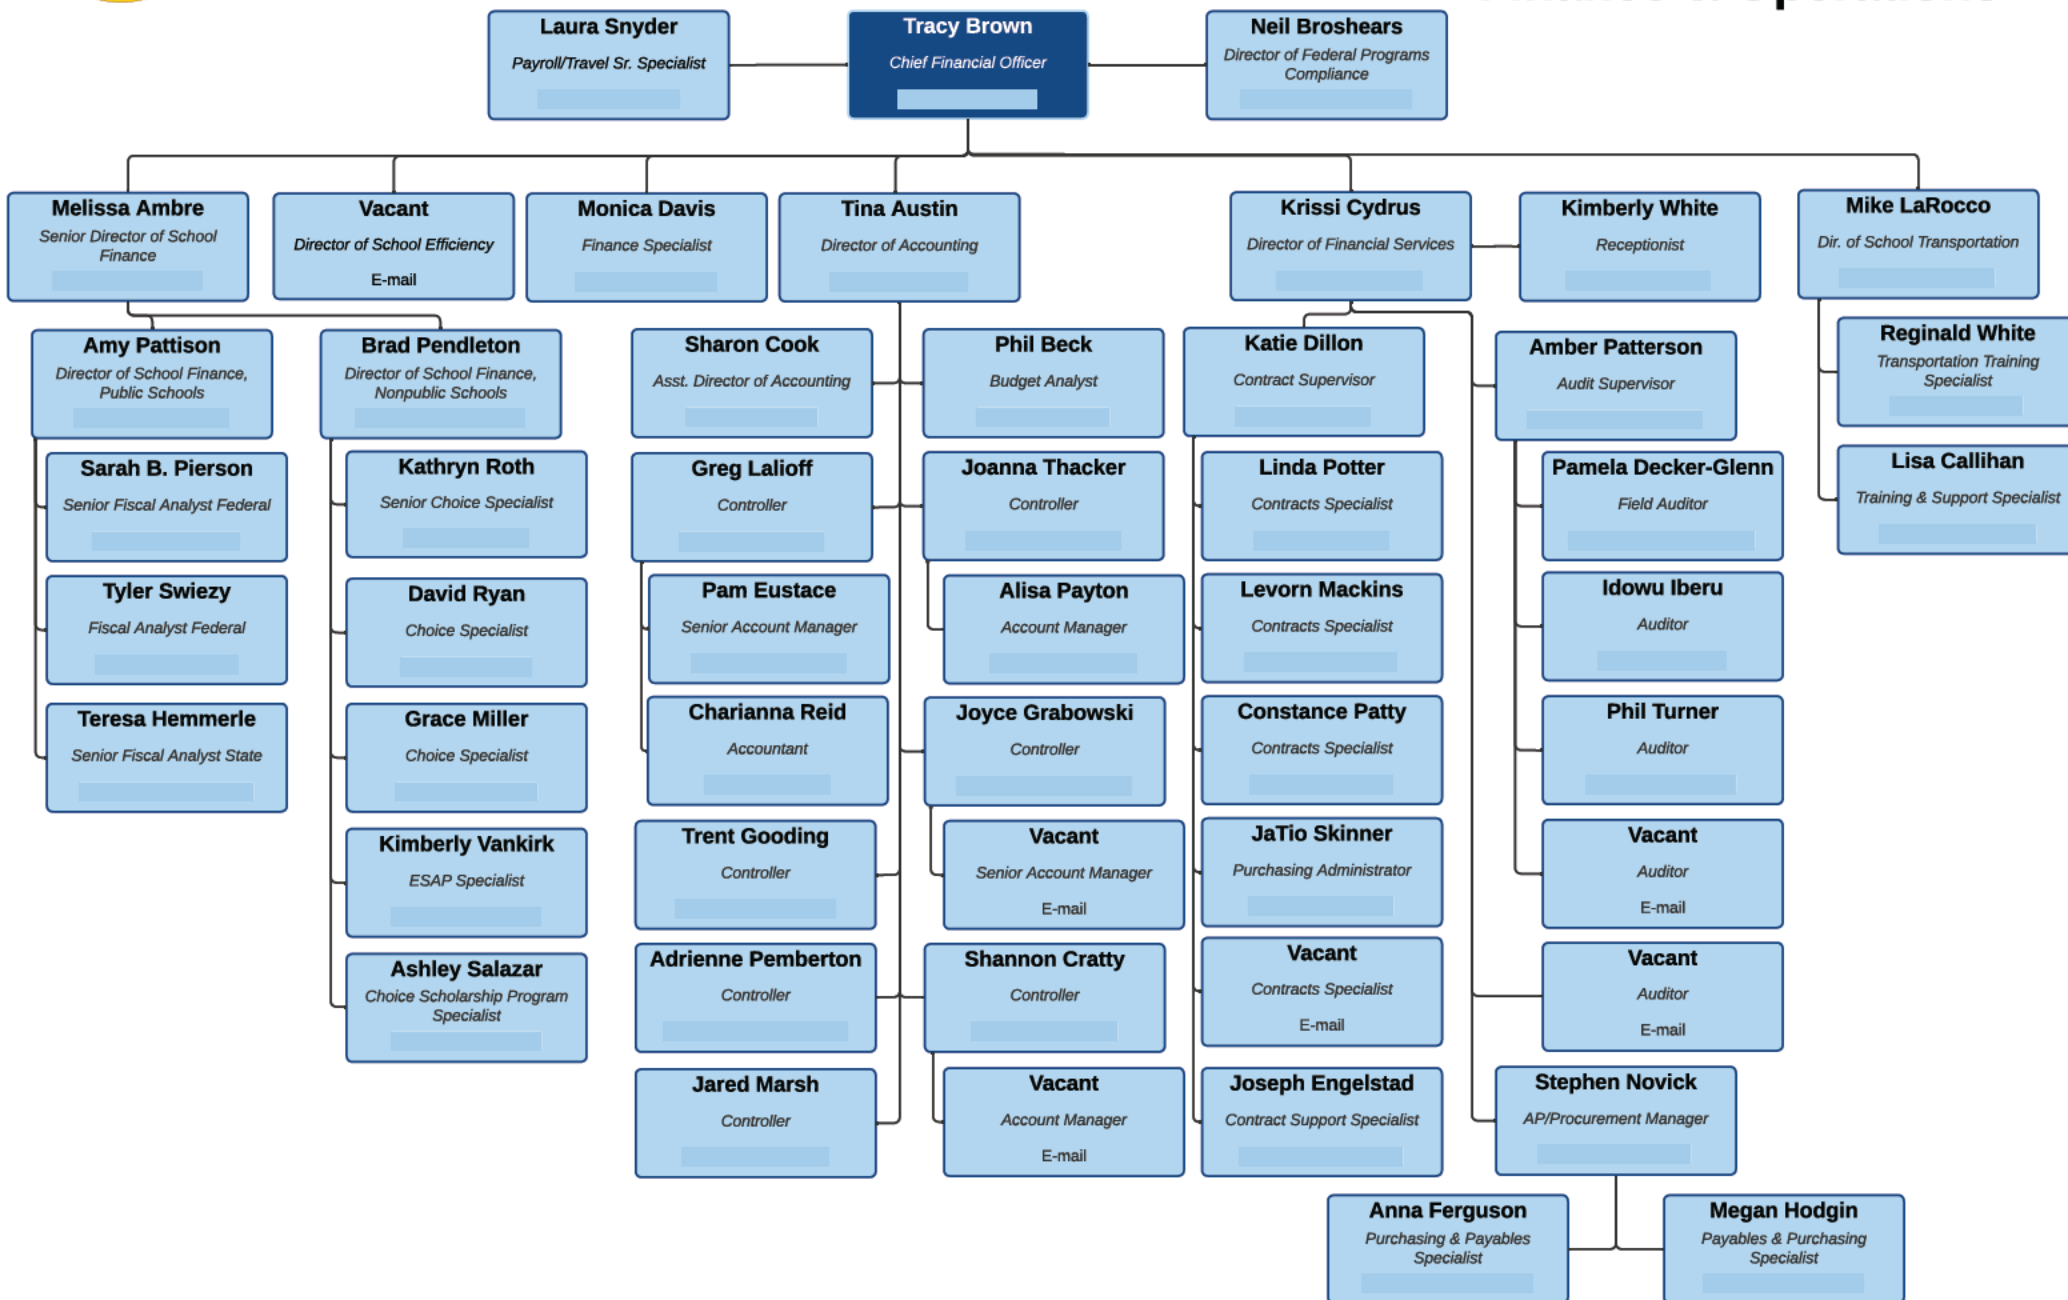 Laura Snyder
Payroll/Travel Sr. Specialist
Tracy Brown
Chief Financial Officer
Neil Broshears
Director of Federal Programs
Compliance
Melissa Ambre
Senior Director of School
Finance
Vacant
Director of School Efficiency
E-mail
Monica Davis
Finance Specialist
Tina Austin
Director of Accounting
Krissi Cydrus
Director of Financial Services
Kimberly White
Receptionist
Mike LaRocco
Dir. of School Transportation
Amy Pattison
Director of School Finance,
Public Schools
Sarah B. Pierson
Senior Fiscal Analyst Federal
Tyler Swiezy
Fiscal Analyst Federal
Teresa Hemmerle
Senior Fiscal Analyst State
Brad Pendleton
Director of School Finance,
Nonpublic Schools
Kathryn Roth
Senior Choice Specialist
David Ryan
Choice Specialist
Grace Miller
Choice Specialist
Kimberly Vankirk
ESAP Specialist
Ashley Salazar
Choice Scholarship Program
Specialist
Sharon Cook
Asst. Director of Accounting
Phil Beck
Budget Analyst
Greg Lalioff
Controller
Joanna Thacker
Controller
Pam Eustace
Senior Account Manager
Alisa Payton
Account Manager
Charianna Reid
Accountant
Joyce Grabowski
Controller
Trent Gooding
Controller
Vacant
Senior Account Manager
E-mail
Adrienne Pemberton
Controller
Shannon Cratty
Controller
Jared Marsh
Controller
Vacant
Account Manager
E-mail
Katie Dillon
Contract Supervisor
Linda Potter
Contracts Specialist
Levorn Mackins
Contracts Specialist
Constance Patty
Contracts Specialist
JaTio Skinner
Purchasing Administrator
Vacant
Contracts Specialist
E-mail
Joseph Engelstad
Contract Support Specialist
Amber Patterson
Audit Supervisor
Pamela Decker-Glenn
Field Auditor
Idowu Iberu
Auditor
Phil Turner
Auditor
Vacant
Auditor
E-mail
Vacant
Auditor
E-mail
Stephen Novick
AP/Procurement Manager
Anna Ferguson
Purchasing & Payables
Specialist
Megan Hodgin
Payables & Purchasing
Specialist
Reginald White
Transportation Training
Specialist
Lisa Callihan
Training & Support Specialist